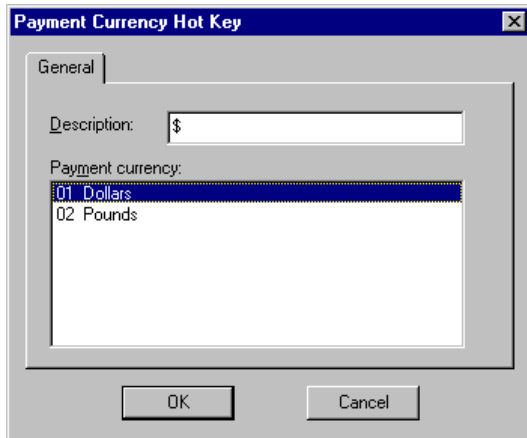 Payment Currency Hot Key
General
Description: $
Payment currency:
01 Dollars
02 Pounds
OK Cancel